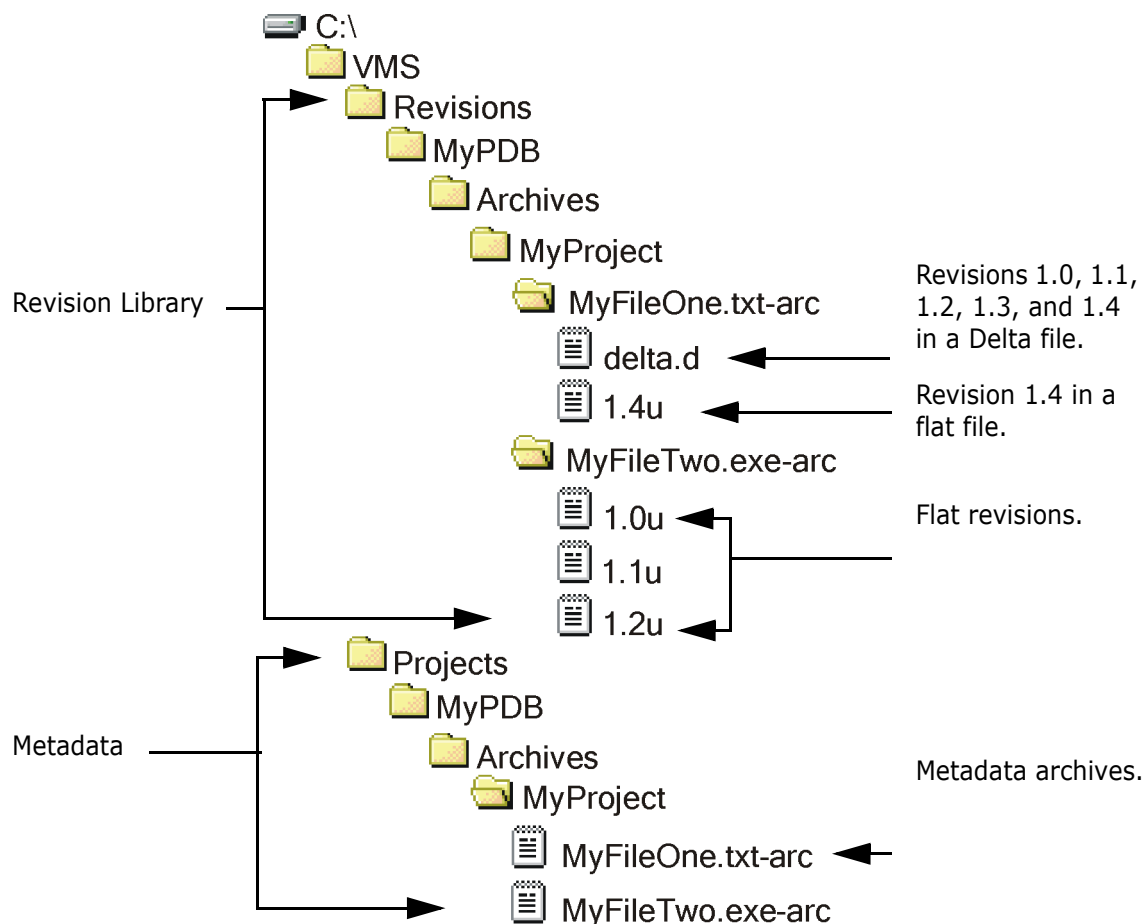 C:\
VMS
Revisions
MyPDB
Archives
MyProject
MyFileOne.txt-arc
delta.d
1.4u
MyFileTwo.exe-arc
1.0u
1.1u
1.2u
Projects
MyPDB
Archives
MyProject
MyFileOne.txt-arc
MyFileTwo.exe-arc
Revision Library
Metadata
Revisions 1.0, 1.1,
1.2, 1.3, and 1.4
in a Delta file.
Revision 1.4 in a
flat file.
Flat revisions.
Metadata archives.